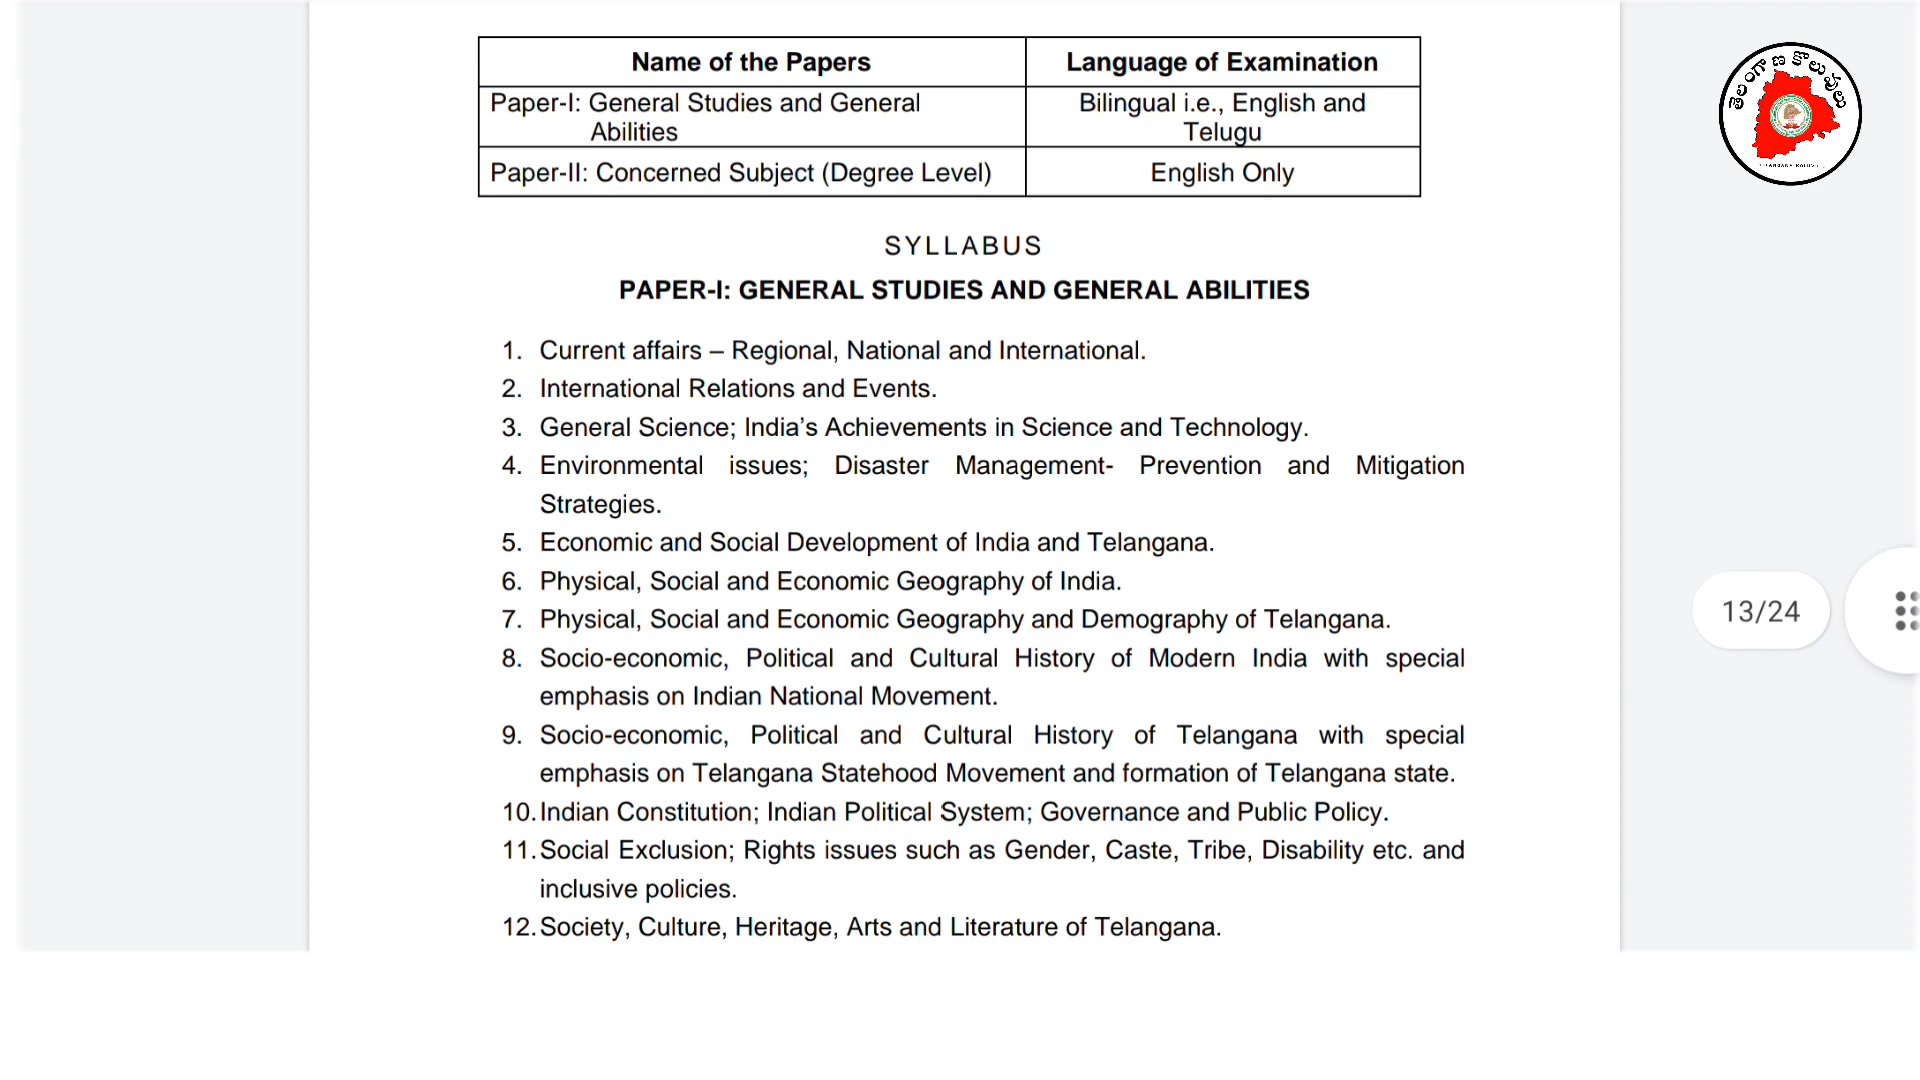 Name of the Papers
Language of Examination
Paper-I: General Studies and General
Abilities
Bilingual i.e., English and
Telugu
Paper-II: Concerned Subject (Degree Level)
English Only
SYLLABUS
PAPER-I: GENERAL STUDIES AND GENERAL ABILITIES
1. Current affairs – Regional, National and International.
2. International Relations and Events.
3. General Science; India’s Achievements in Science and Technology.
4. Environmental issues; Disaster Management- Prevention and Mitigation
Strategies.
5. Economic and Social Development of India and Telangana.
6. Physical, Social and Economic Geography of India.
7. Physical, Social and Economic Geography and Demography of Telangana.
8. Socio-economic, Political and Cultural History of Modern India with special
emphasis on Indian National Movement.
9. Socio-economic, Political and Cultural History of Telangana with special
emphasis on Telangana Statehood Movement and formation of Telangana state.
10. Indian Constitution; Indian Political System; Governance and Public Policy.
11. Social Exclusion; Rights issues such as Gender, Caste, Tribe, Disability etc. and
inclusive policies.
12. Society, Culture, Heritage, Arts and Literature of Telangana.
తెలంగాణ కొలువులు
13/24